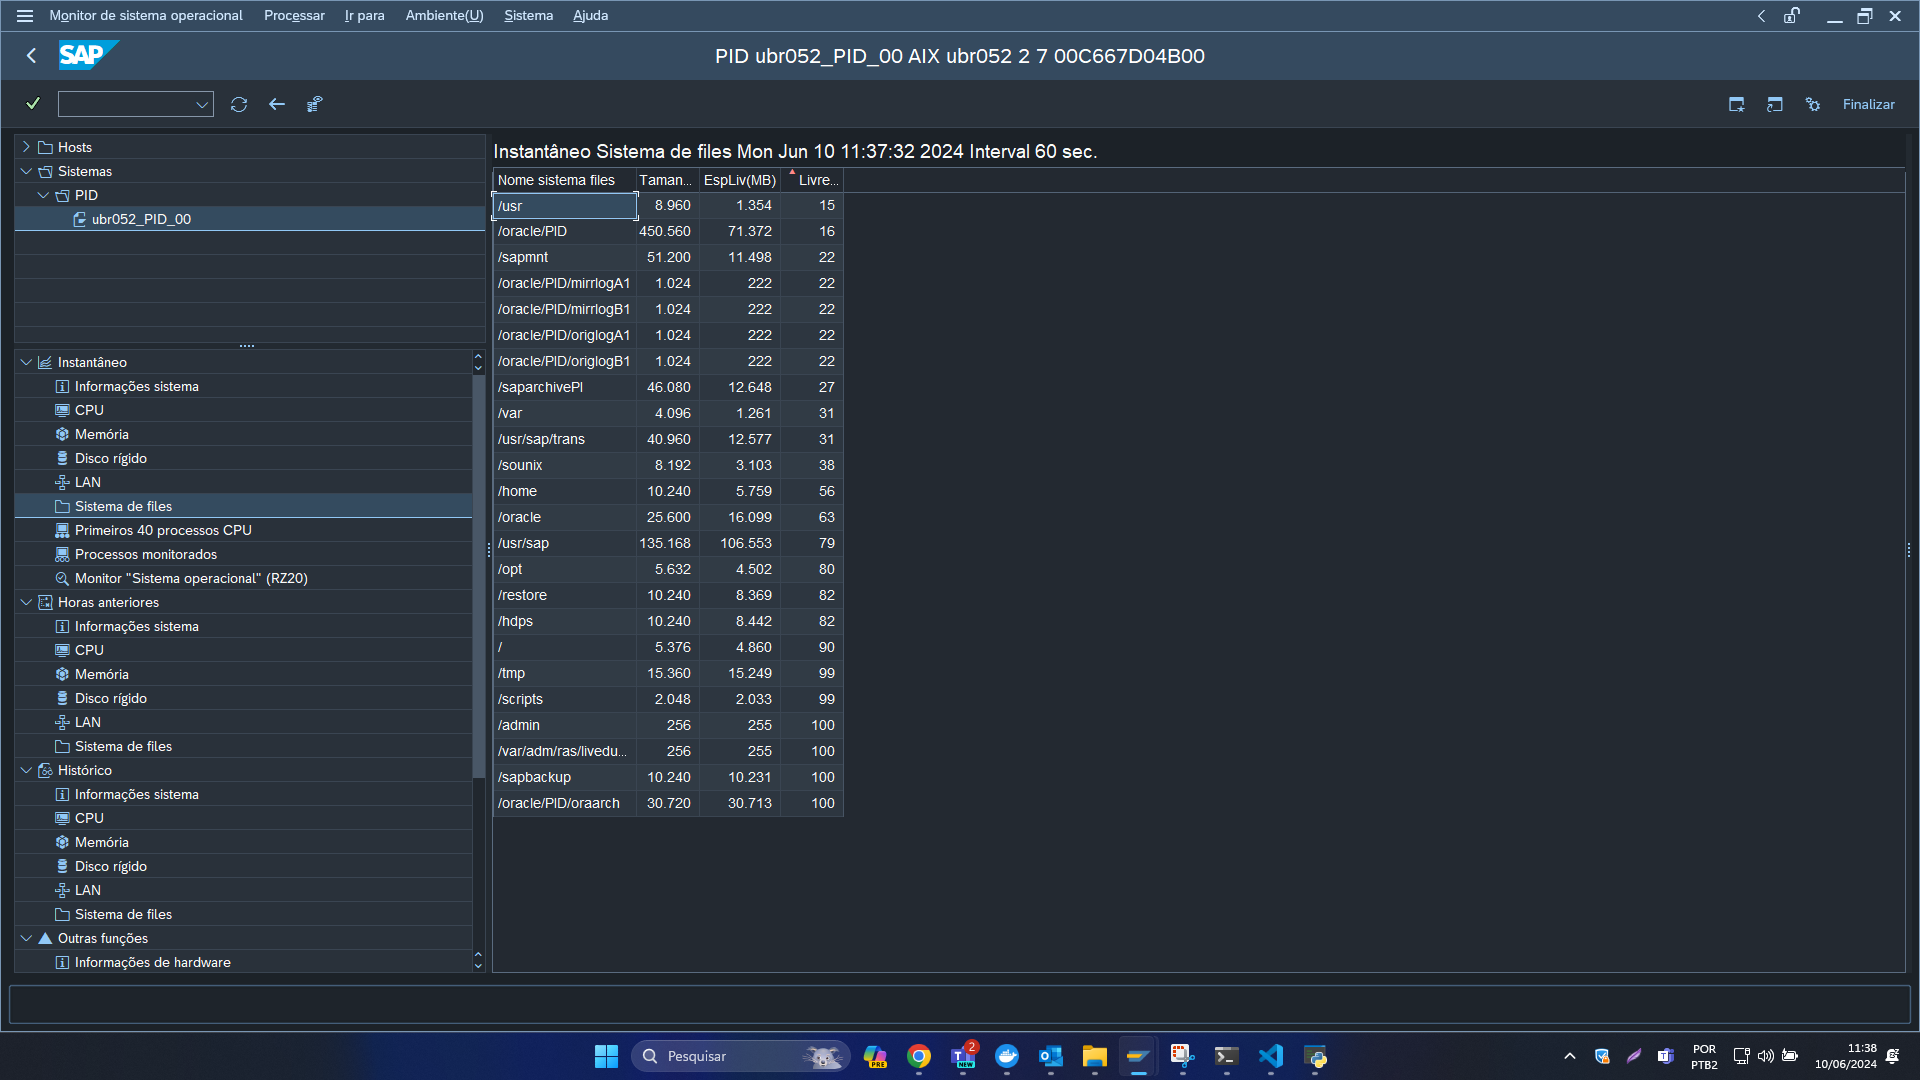 Monitor de sistema operacional Processar Ir para Ambiente(U) Sistema Ajuda
SAP PID ubr052_PID_00 AIX ubr052 2 7 00C667D04B00
Finalizar
Hosts
Sistemas
PID
ubr052_PID_00
Instantâneo
Informações sistema
CPU
Memória
Disco rígido
LAN
Sistema de files
Primeiros 40 processos CPU
Processos monitorados
Monitor "Sistema operacional" (RZ20)
Horas anteriores
Informações sistema
CPU
Memória
Disco rígido
LAN
Sistema de files
Histórico
Informações sistema
CPU
Memória
Disco rígido
LAN
Sistema de files
Outras funções
Informações de hardware
Instantâneo Sistema de files Mon Jun 10 11:37:32 2024 Interval 60 sec.
Nome sistema files Taman... EspLiv(MB) Livre...
/usr 8.960 1.354 15
/oracle/PID 450.560 71.372 16
/sapmnt 51.200 11.498 22
/oracle/PID/mirrlogA1 1.024 222 22
/oracle/PID/mirrlogB1 1.024 222 22
/oracle/PID/origlogA1 1.024 222 22
/oracle/PID/origlogB1 1.024 222 22
/saparchivePI 46.080 12.648 27
/var 4.096 1.261 31
/usr/sap/trans 40.960 12.577 31
/sounix 8.192 3.103 38
/home 10.240 5.759 56
/oracle 25.600 16.099 63
/usr/sap 135.168 106.553 79
/opt 5.632 4.502 80
/restore 10.240 8.369 82
/hdps 10.240 8.442 82
/ 5.376 4.860 90
/tmp 15.360 15.249 99
/scripts 2.048 2.033 99
/admin 256 255 100
/var/adm/ras/livedu... 256 255 100
/sapbackup 10.240 10.231 100
/oracle/PID/oraarch 30.720 30.713 100
Pesquisar PRE 2 NEW POR 11:38
PTB2 10/06/2024